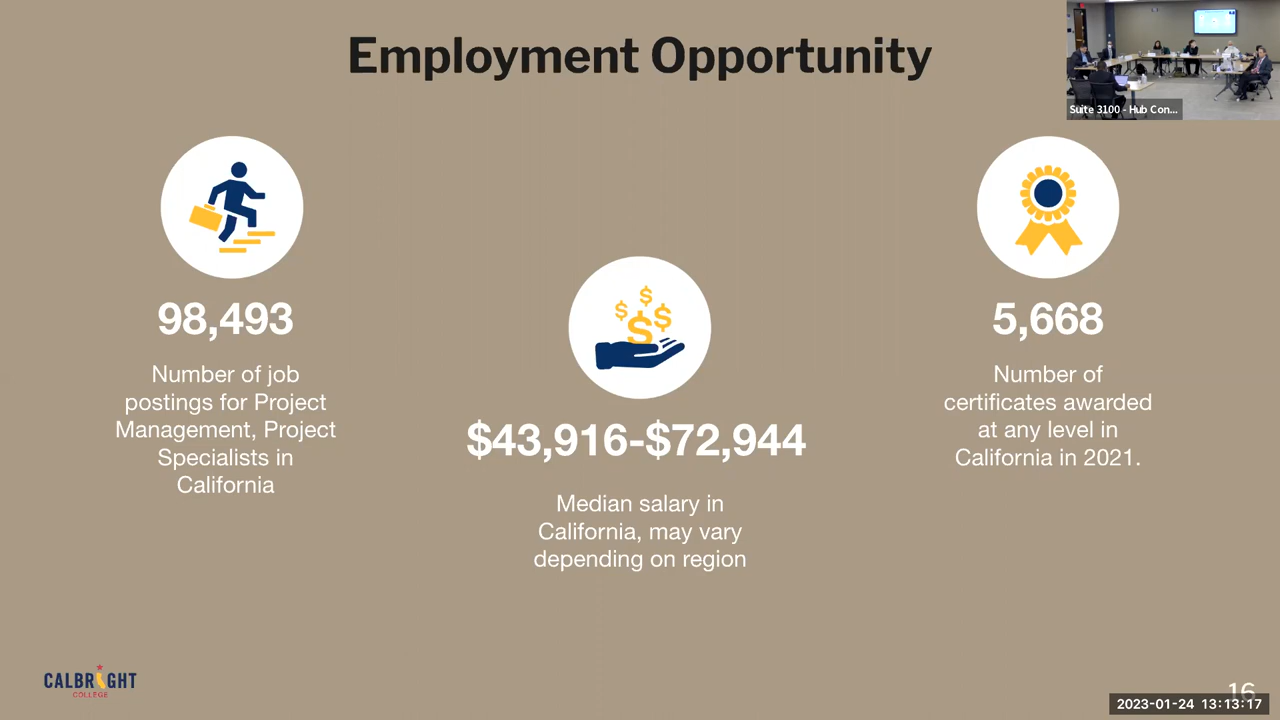 Employment Opportunity
Suite 3100 - Hub Con...
98,493
Number of job
postings for Project
Management, Project
Specialists in
California
$ $ $ $
$43,916-$72,944
Median salary in
California, may vary
depending on region
5,668
Number of
certificates awarded
at any level in
California in 2021.
CALBRIGHT
COLLEGE
16
2023-01-24 13:13:17